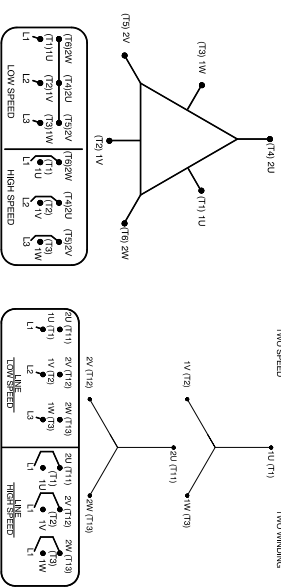 (T4) 2U
(T3) 1W
(T1) 1U
(T5) 2V
(T2) 1V
(T6) 2W
(T6)2W (T4)2U (T5)2V (T6)2W (T4)2U (T5)2V
(T1)1U (T2)1V (T3)1W (T1) (T2) (T3)
1U 1V 1W
L1 L2 L3 L1 L2 L3
LOW SPEED HIGH SPEED
TWO SPEED TWO WINDING
1U (T1)
1V (T2) 1W (T3)
2U (T11)
2V (T12) 2W (T13)
2U (T11) 2V (T12) 2W (T13) 2U (T11) 2V (T12) 2W (T13)
1U (T1) 1V (T2) 1W (T3) (T1) (T2) (T3)
1U 1V 1W
L1 L2 L3 L1 L1 L1
LINE LINE
LOW SPEED HIGH SPEED